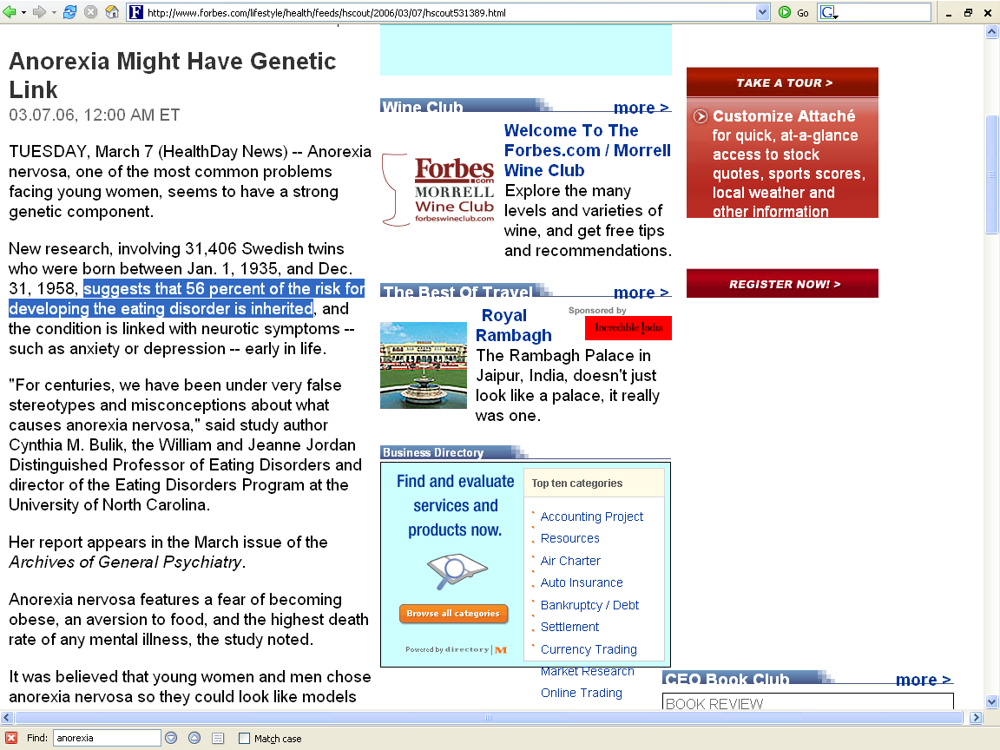 http://www.forbes.com/lifestyle/health/feeds/hscout/2006/03/07/hscout531389.html
Go
Anorexia Might Have Genetic
Link
03.07.06, 12:00 AM ET
TUESDAY, March 7 (HealthDay News) -- Anorexia
nervosa, one of the most common problems
facing young women, seems to have a strong
genetic component.
New research, involving 31,406 Swedish twins
who were born between Jan. 1, 1935, and Dec.
31, 1958, suggests that 56 percent of the risk for
developing the eating disorder is inherited, and
the condition is linked with neurotic symptoms --
such as anxiety or depression -- early in life.
"For centuries, we have been under very false
stereotypes and misconceptions about what
causes anorexia nervosa," said study author
Cynthia M. Bulik, the William and Jeanne Jordan
Distinguished Professor of Eating Disorders and
director of the Eating Disorders Program at the
University of North Carolina.
Her report appears in the March issue of the
Archives of General Psychiatry.
Anorexia nervosa features a fear of becoming
obese, an aversion to food, and the highest death
rate of any mental illness, the study noted.
It was believed that young women and men chose
anorexia nervosa so they could look like models
Wine Club
more >
Forbes
.com
MORRELL
Wine Club
forbeswineclub.com
Welcome To The
Forbes.com / Morrell
Wine Club
Explore the many
levels and varieties of
wine, and get free tips
and recommendations.
The Best Of Travel
more >
Royal
Rambagh
Sponsored by
Incredible !ndia
The Rambagh Palace in
Jaipur, India, doesn't just
look like a palace, it really
was one.
Business Directory
Find and evaluate
services and
products now.
Browse all categories
Powered by directory M
Top ten categories
Accounting Project
Resources
Air Charter
Auto Insurance
Bankruptcy / Debt
Settlement
Currency Trading
Market Research
Online Trading
TAKE A TOUR >
Customize Attaché
for quick, at-a-glance
access to stock
quotes, sports scores,
local weather and
other information
REGISTER NOW! >
CEO Book Club
more >
BOOK REVIEW
Find: anorexia
Match case